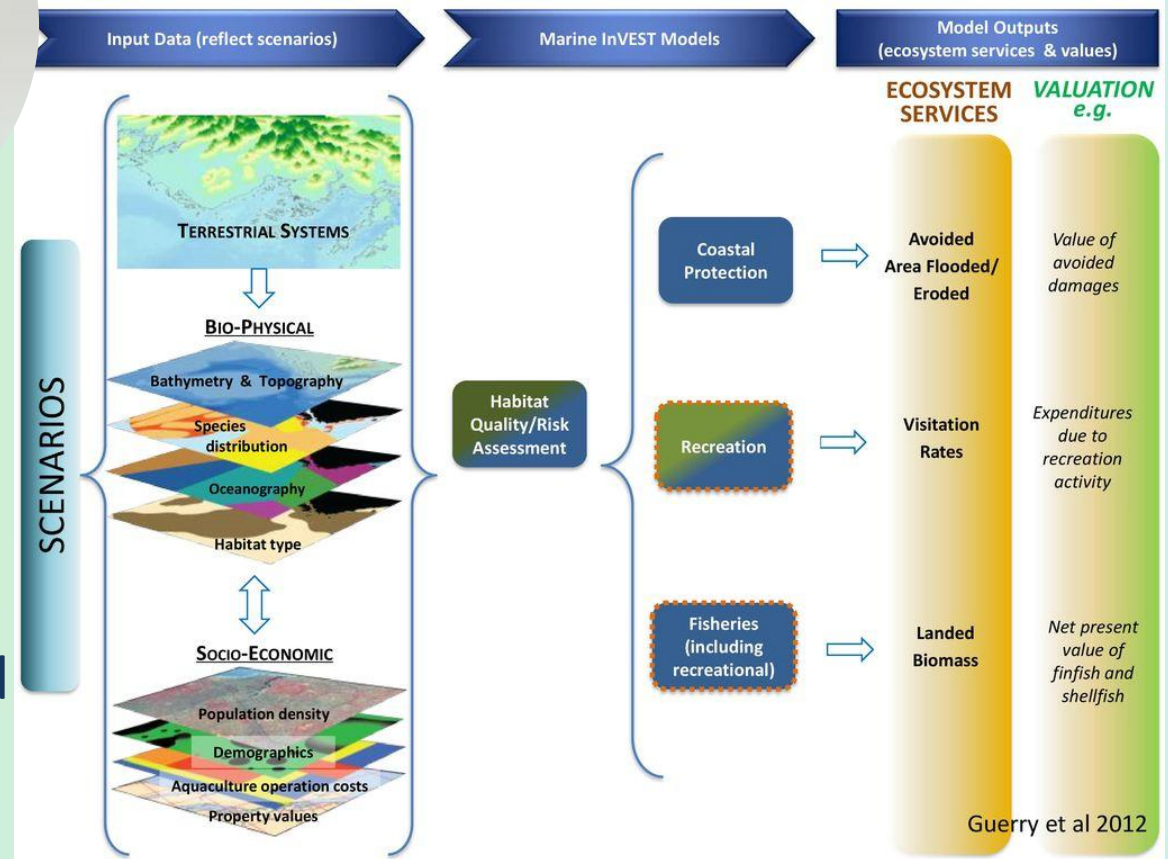 Input Data (reflect scenarios)
Marine InVEST Models
Model Outputs
(ecosystem services & values)
ECOSYSTEM
SERVICES
VALUATION
e.g.
SCENARIOS
TERRESTRIAL SYSTEMS
BIO-PHYSICAL
Bathymetry & Topography
Species
distribution
Oceanography
Habitat type
SOCIO-ECONOMIC
Population density
Demographics
Aquaculture operation costs
Property values
Habitat
Quality/Risk
Assessment
Coastal
Protection
Avoided
Area Flooded/
Eroded
Value of
avoided
damages
Recreation
Visitation
Rates
Expenditures
due to
recreation
activity
Fisheries
(including
recreational)
Landed
Biomass
Net present
value of
finfish and
shellfish
Guerry et al 2012